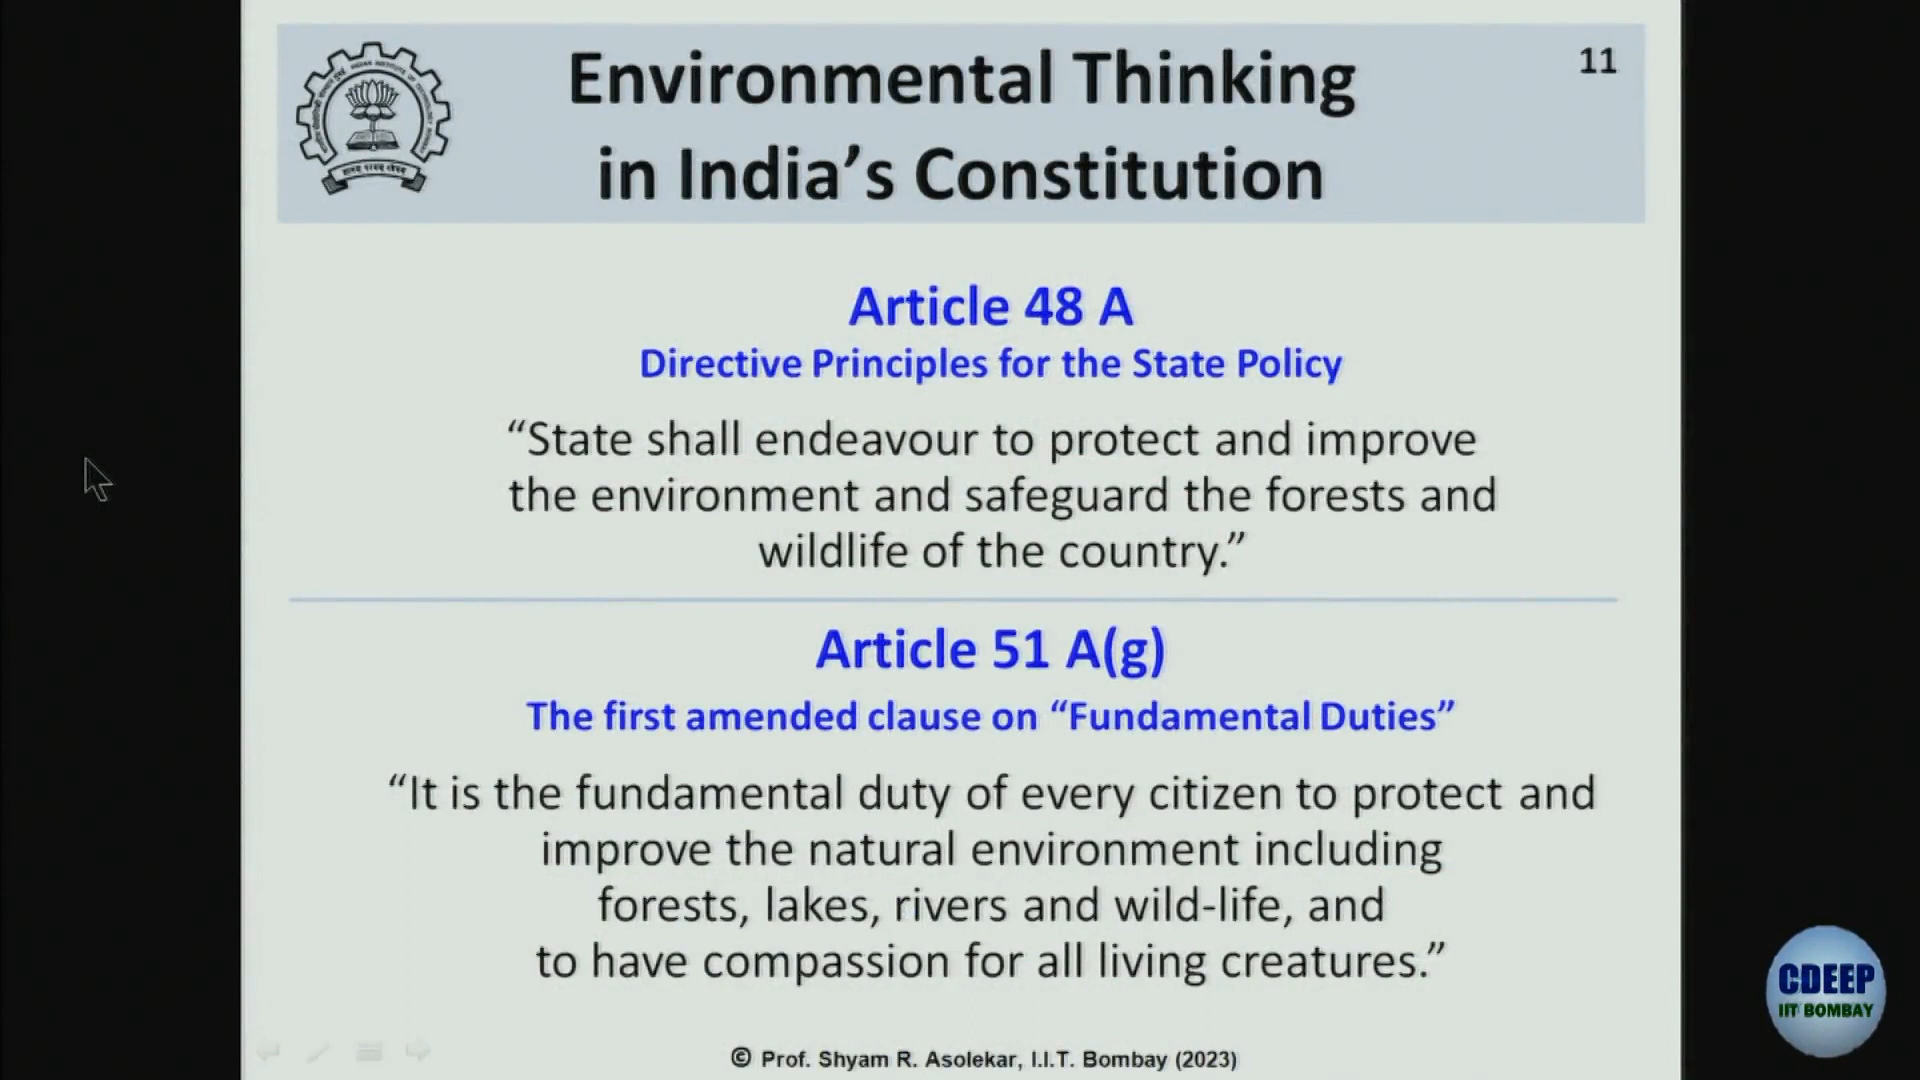 Environmental Thinking
in India’s Constitution
11
Article 48 A
Directive Principles for the State Policy
“State shall endeavour to protect and improve
the environment and safeguard the forests and
wildlife of the country.”
Article 51 A(g)
The first amended clause on “Fundamental Duties”
“It is the fundamental duty of every citizen to protect and
improve the natural environment including
forests, lakes, rivers and wild-life, and
to have compassion for all living creatures.”
© Prof. Shyam R. Asolekar, I.I.T. Bombay (2023)
CDEEP
IIT BOMBAY